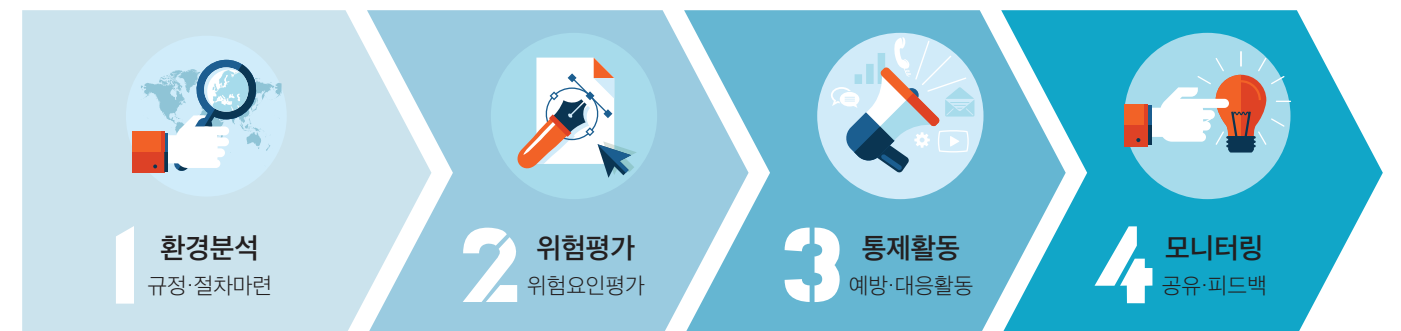 1 환경분석
규정·절차마련
2 위험평가
위험요인평가
3 통제활동
예방·대응활동
4 모니터링
공유·피드백